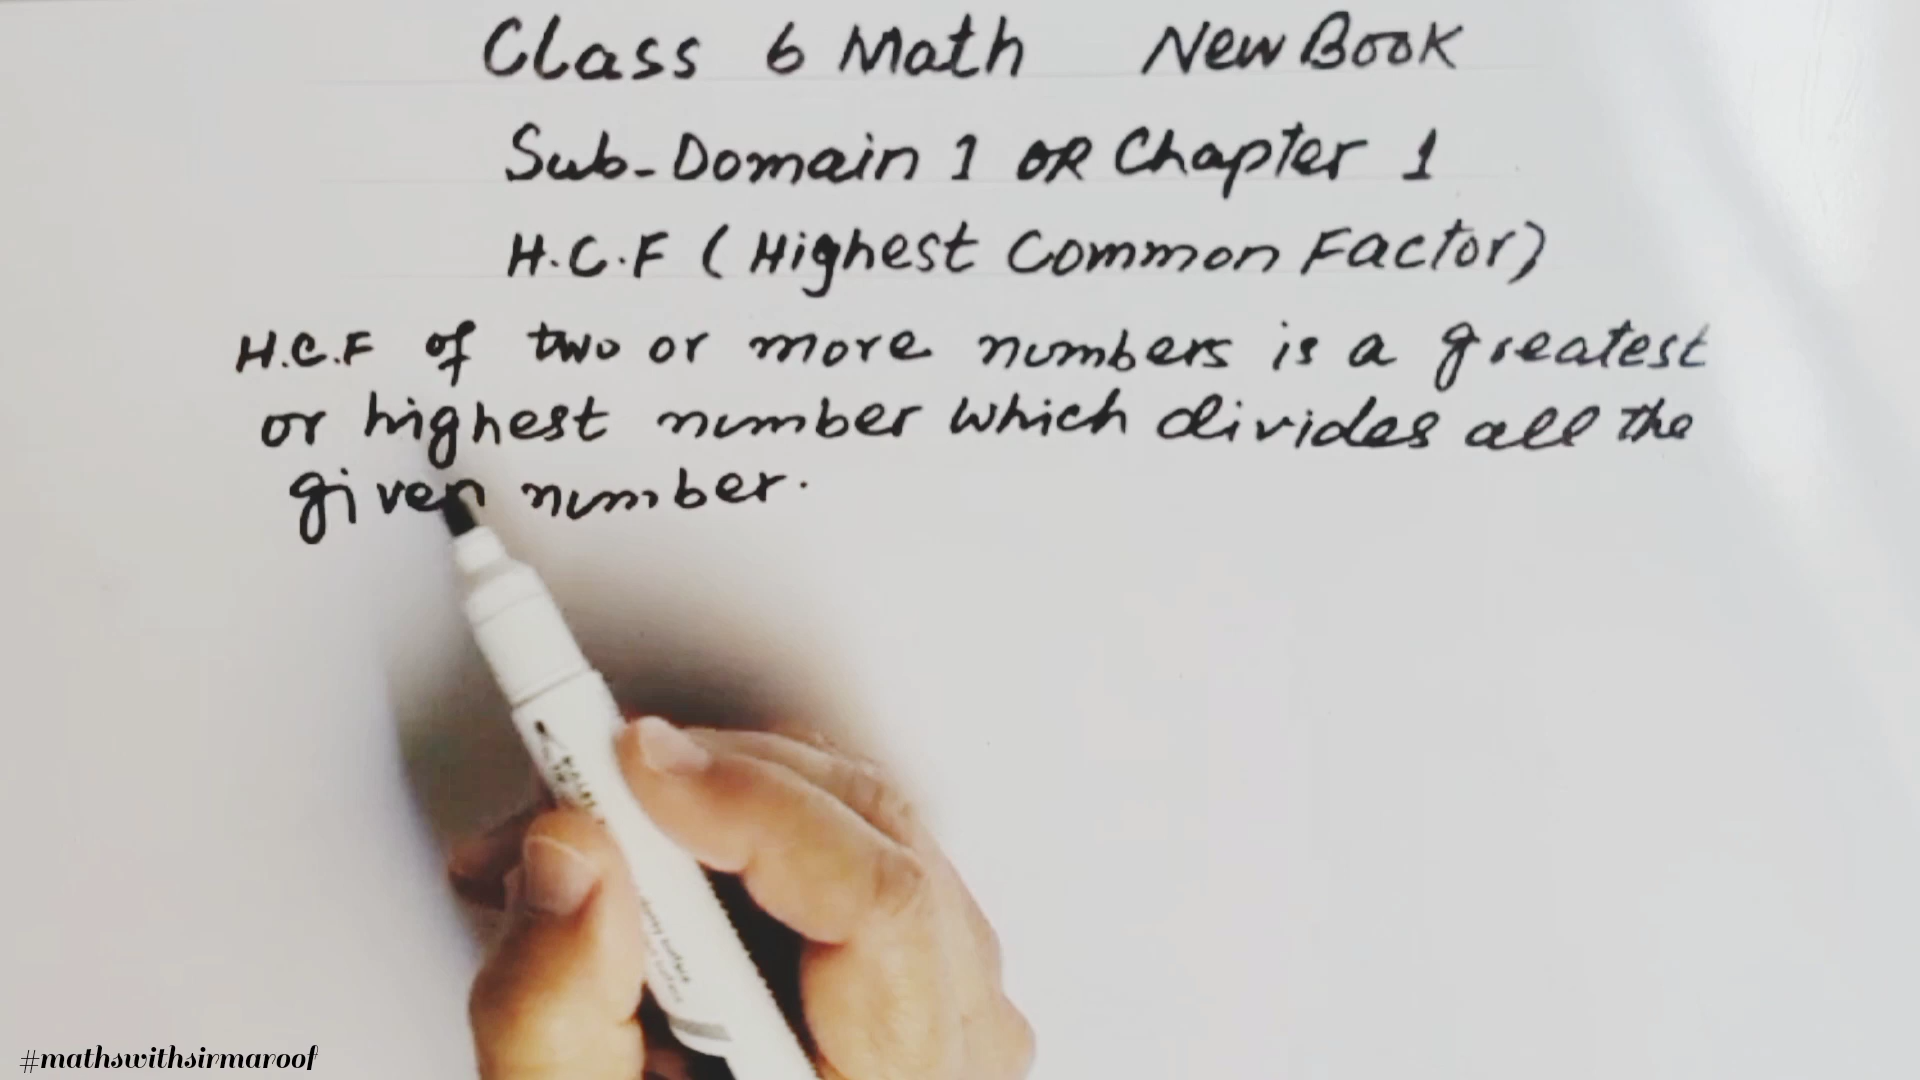 Class 6 Math New Book
Sub-Domain 1 OR Chapter 1
H.C.F (Highest Common Factor)
H.C.F of two or more numbers is a greatest
or highest number which divides all the
given number.
#mathswithsirmaroof